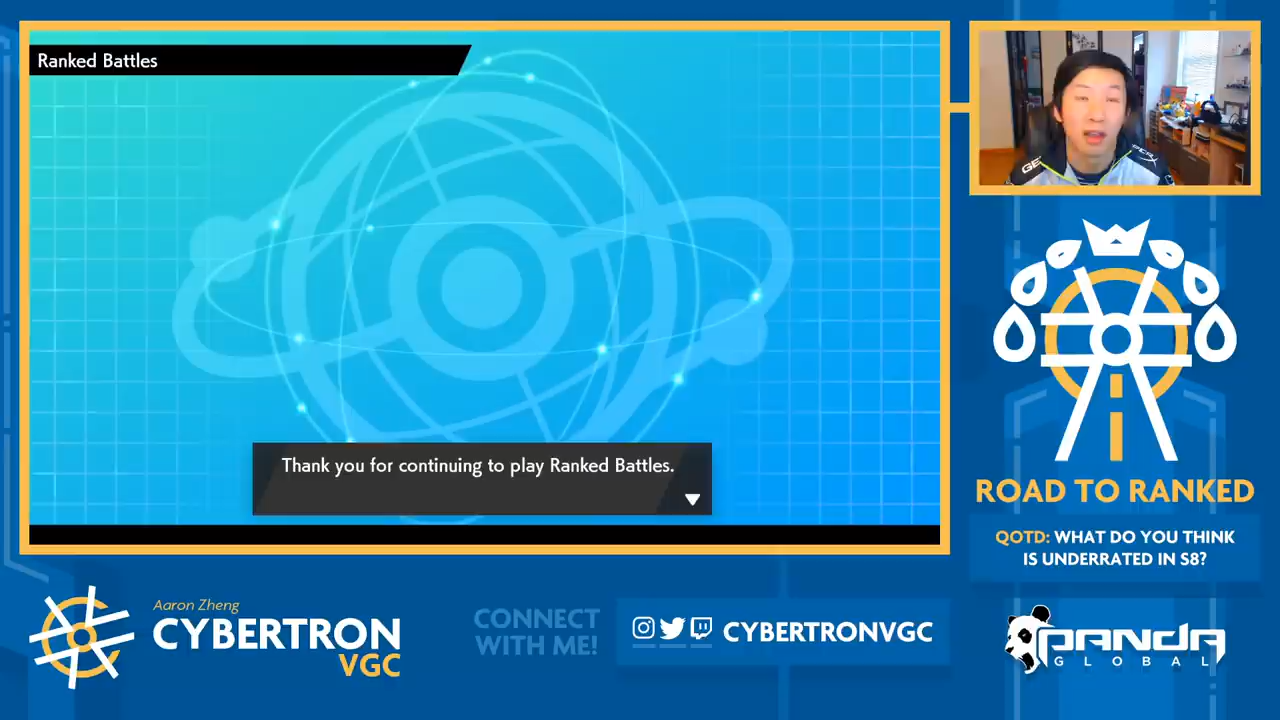 Ranked Battles
Thank you for continuing to play Ranked Battles.
ROAD TO RANKED
QOTD: WHAT DO YOU THINK
IS UNDERRATED IN S8?
Aaron Zheng
CYBERTRON
VGC
CONNECT
WITH ME!
CYBERTRONVGC
PANDA
GLOBAL